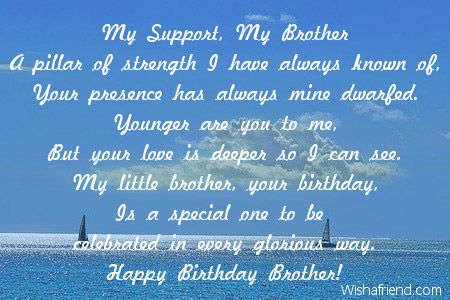 My Support, My Brother
A pillar of strength I have always known of,
Your presence has always mine dwarfed.
Younger are you to me,
But your love is deeper so I can see.
My little brother, your birthday,
Is a special one to be
celebrated in every glorious way.
Happy Birthday Brother!
Wishafriend.com